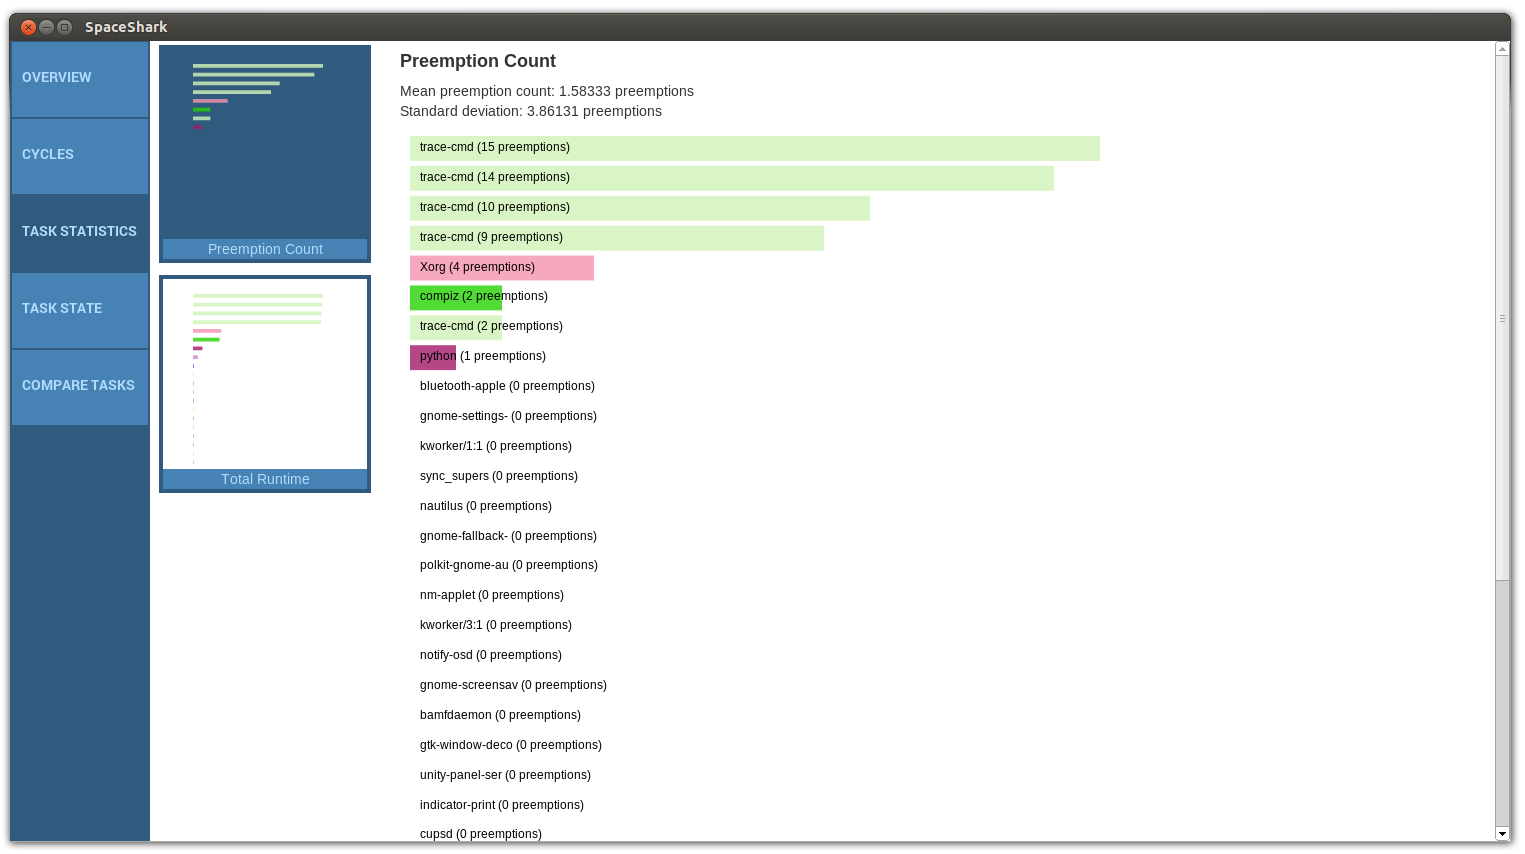 SpaceShark
OVERVIEW
CYCLES
TASK STATISTICS
TASK STATE
COMPARE TASKS
Preemption Count
Total Runtime
Preemption Count
Mean preemption count: 1.58333 preemptions
Standard deviation: 3.86131 preemptions
trace-cmd (15 preemptions)
trace-cmd (14 preemptions)
trace-cmd (10 preemptions)
trace-cmd (9 preemptions)
Xorg (4 preemptions)
compiz (2 preemptions)
trace-cmd (2 preemptions)
python (1 preemptions)
bluetooth-apple (0 preemptions)
gnome-settings- (0 preemptions)
kworker/1:1 (0 preemptions)
sync_supers (0 preemptions)
nautilus (0 preemptions)
gnome-fallback- (0 preemptions)
polkit-gnome-au (0 preemptions)
nm-applet (0 preemptions)
kworker/3:1 (0 preemptions)
notify-osd (0 preemptions)
gnome-screensav (0 preemptions)
bamfdaemon (0 preemptions)
gtk-window-deco (0 preemptions)
unity-panel-ser (0 preemptions)
indicator-print (0 preemptions)
cupsd (0 preemptions)